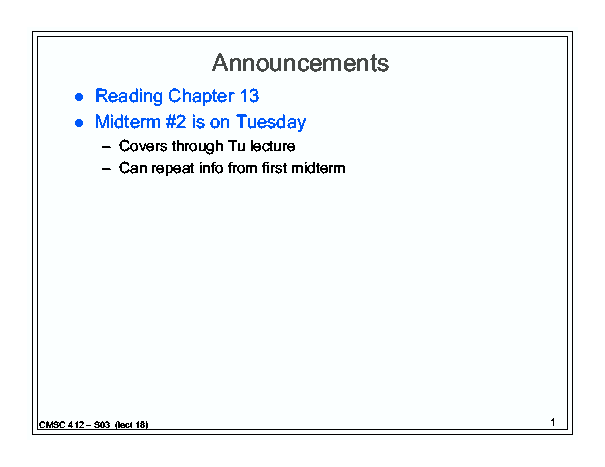 Announcements
● Reading Chapter 13
● Midterm #2 is on Tuesday
– Covers through Tu lecture
– Can repeat info from first midterm
CMSC 412 – S03 (lect 18)
1